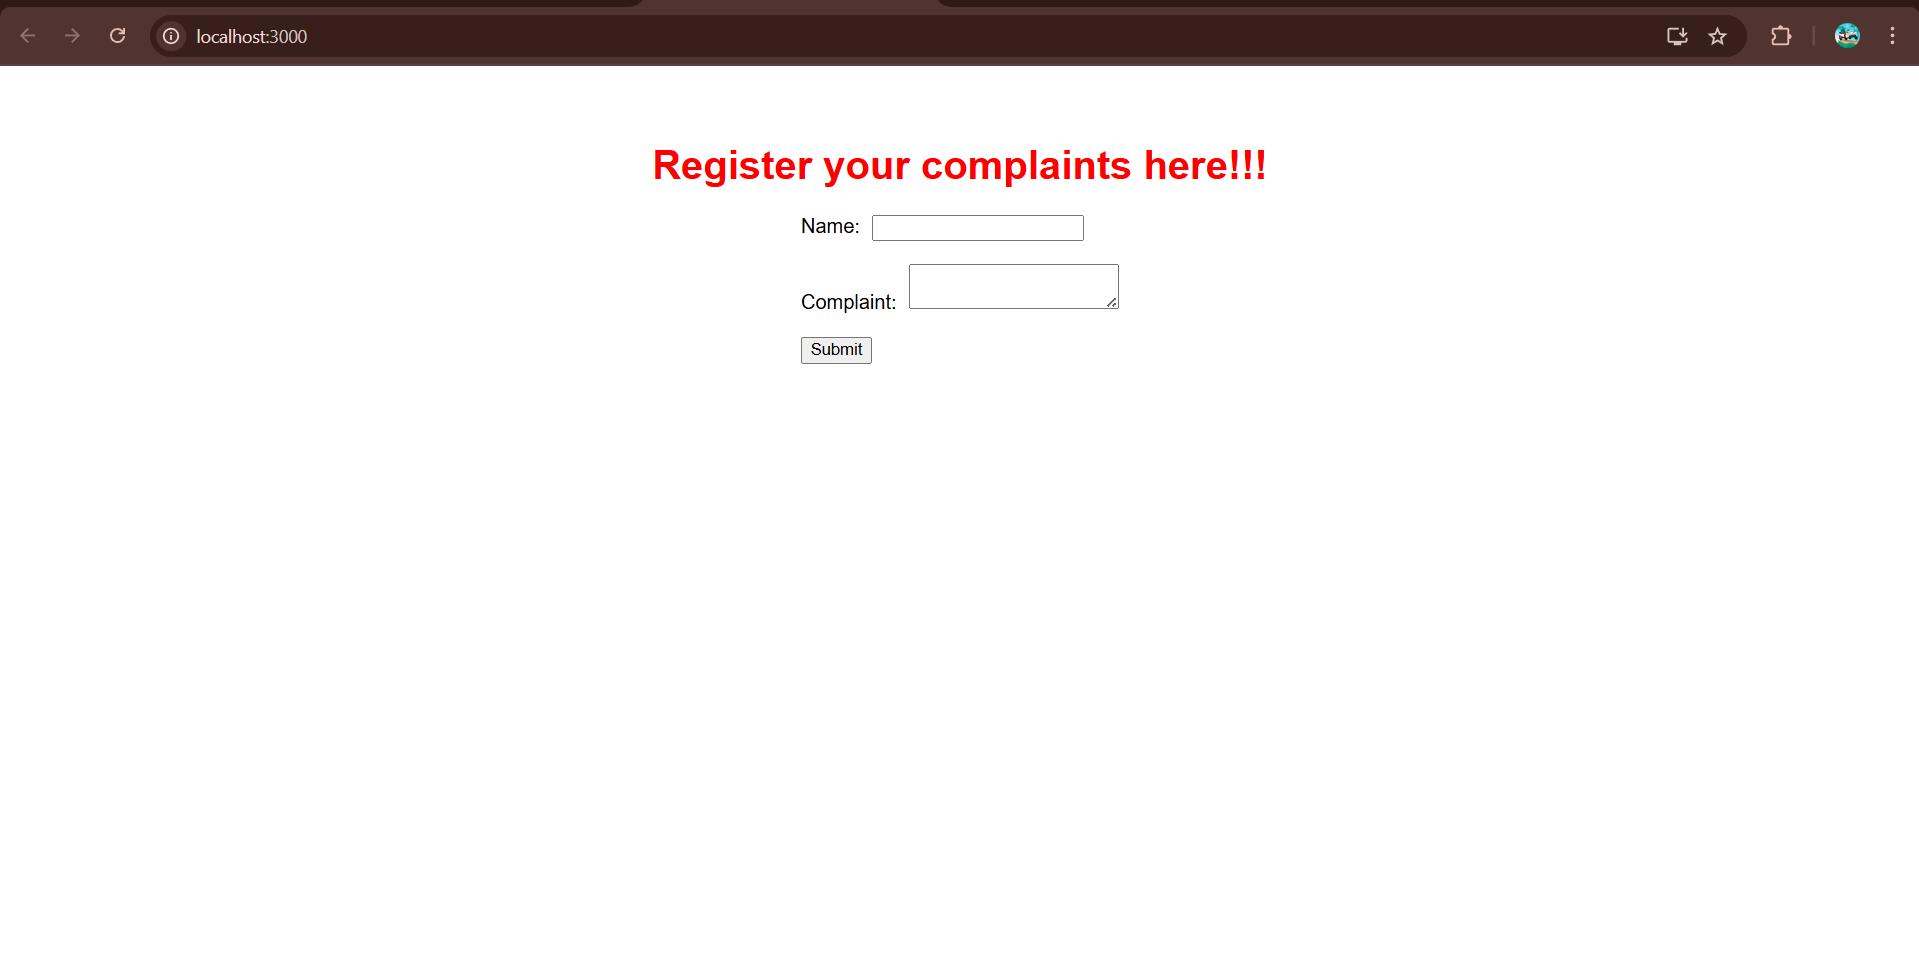 localhost:3000
Register your complaints here!!!
Name:
Complaint:
Submit